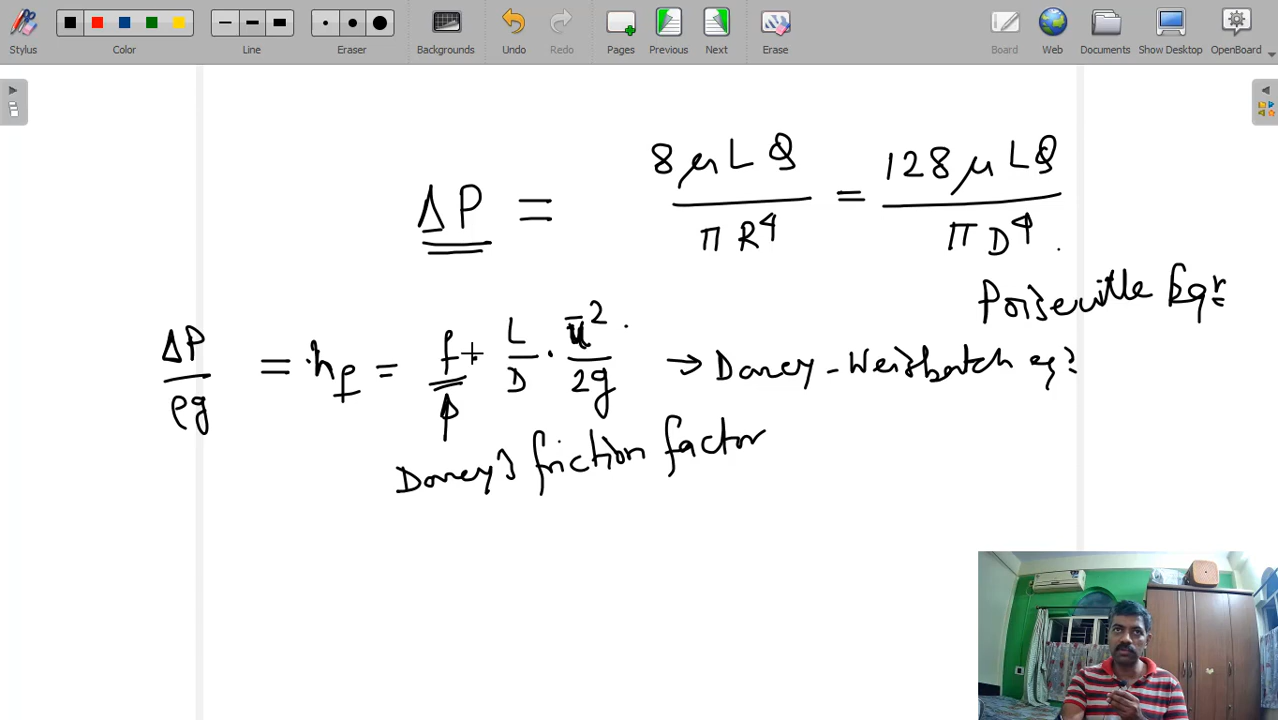 Stylus Color Line Eraser Backgrounds Undo Redo Pages Previous Next Erase Board Web Documents Show Desktop OpenBoard
ΔP = 8μLQ / πR⁴ = 128μLQ / πD⁴.
Poiseuille Eqn
ΔP / ρg = hf = f · L / D · ū² / 2g. → Darcy-Weisbatch eqn
Darcy's friction factor